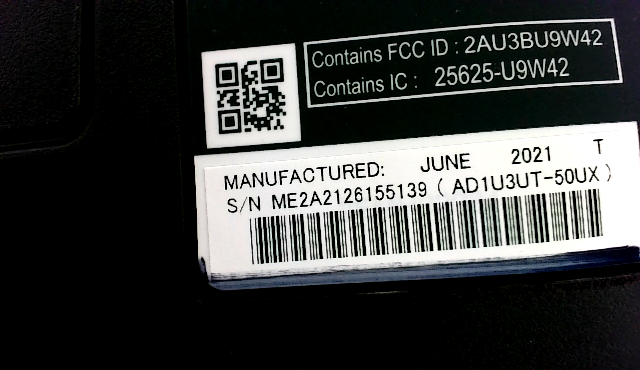 Contains FCC ID : 2AU3BU9W42
Contains IC : 25625-U9W42
MANUFACTURED: JUNE 2021 T
S/N ME2A2126155139 ( AD1U3UT-50UX )